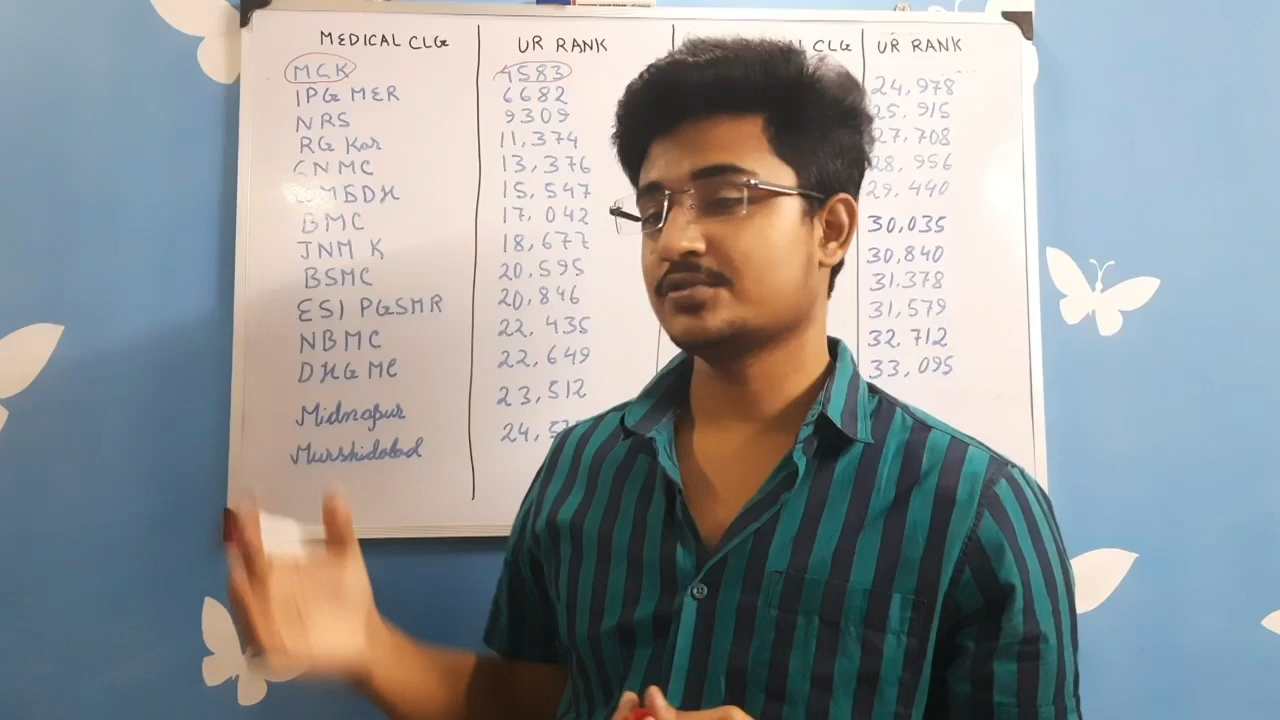 MEDICAL CLG UR RANK CLG UR RANK
MCK 4583 24,978
IPGMER 6682 25,915
NRS 9309 27,708
RG Kar 11,374 28,956
CNMC 13,376 29,440
15,547 30,035
BMC 17,042 30,840
JNM K 18,677 31,378
BSMC 20,595 31,579
ESI PGSMR 20,846 32,712
NBMC 22,435 33,095
DHGMC 22,649
Midnapur 23,512
Murshidabad